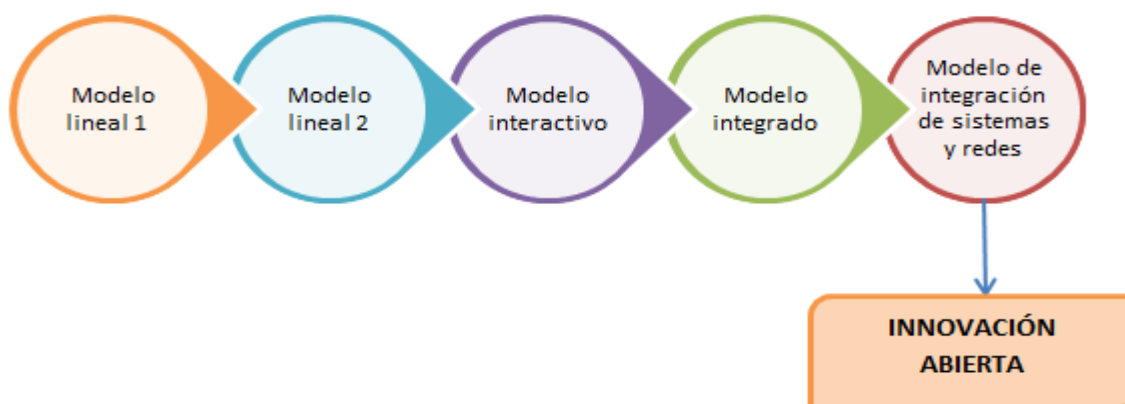 Modelo
lineal 1
Modelo
lineal 2
Modelo
interactivo
Modelo
integrado
Modelo de
integración
de sistemas
y redes
INNOVACIÓN
ABIERTA